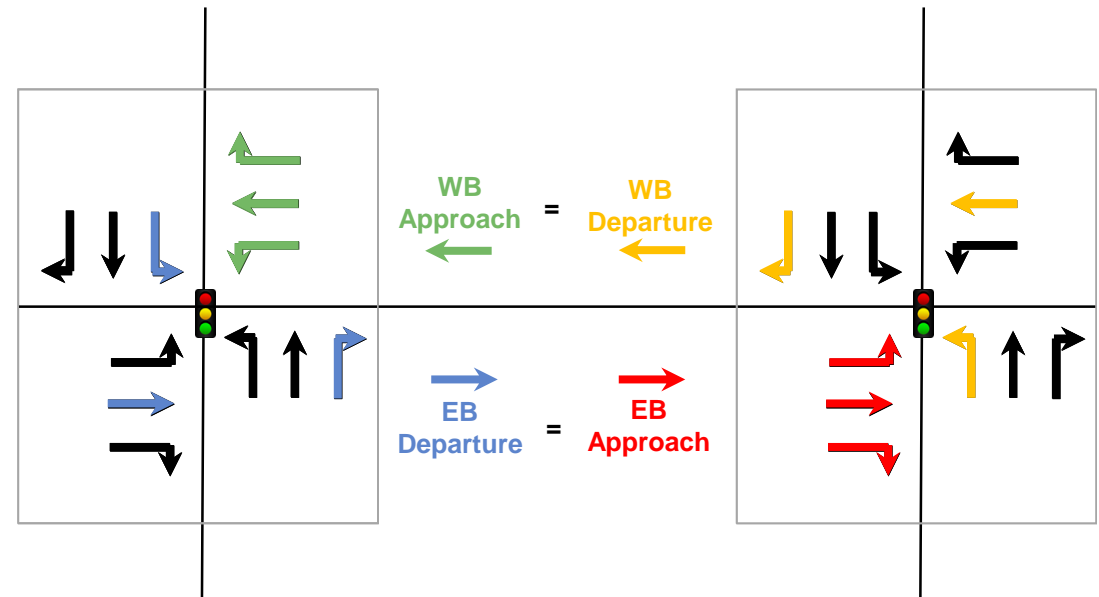 WB
Approach
=
WB
Departure
EB
Departure
=
EB
Approach